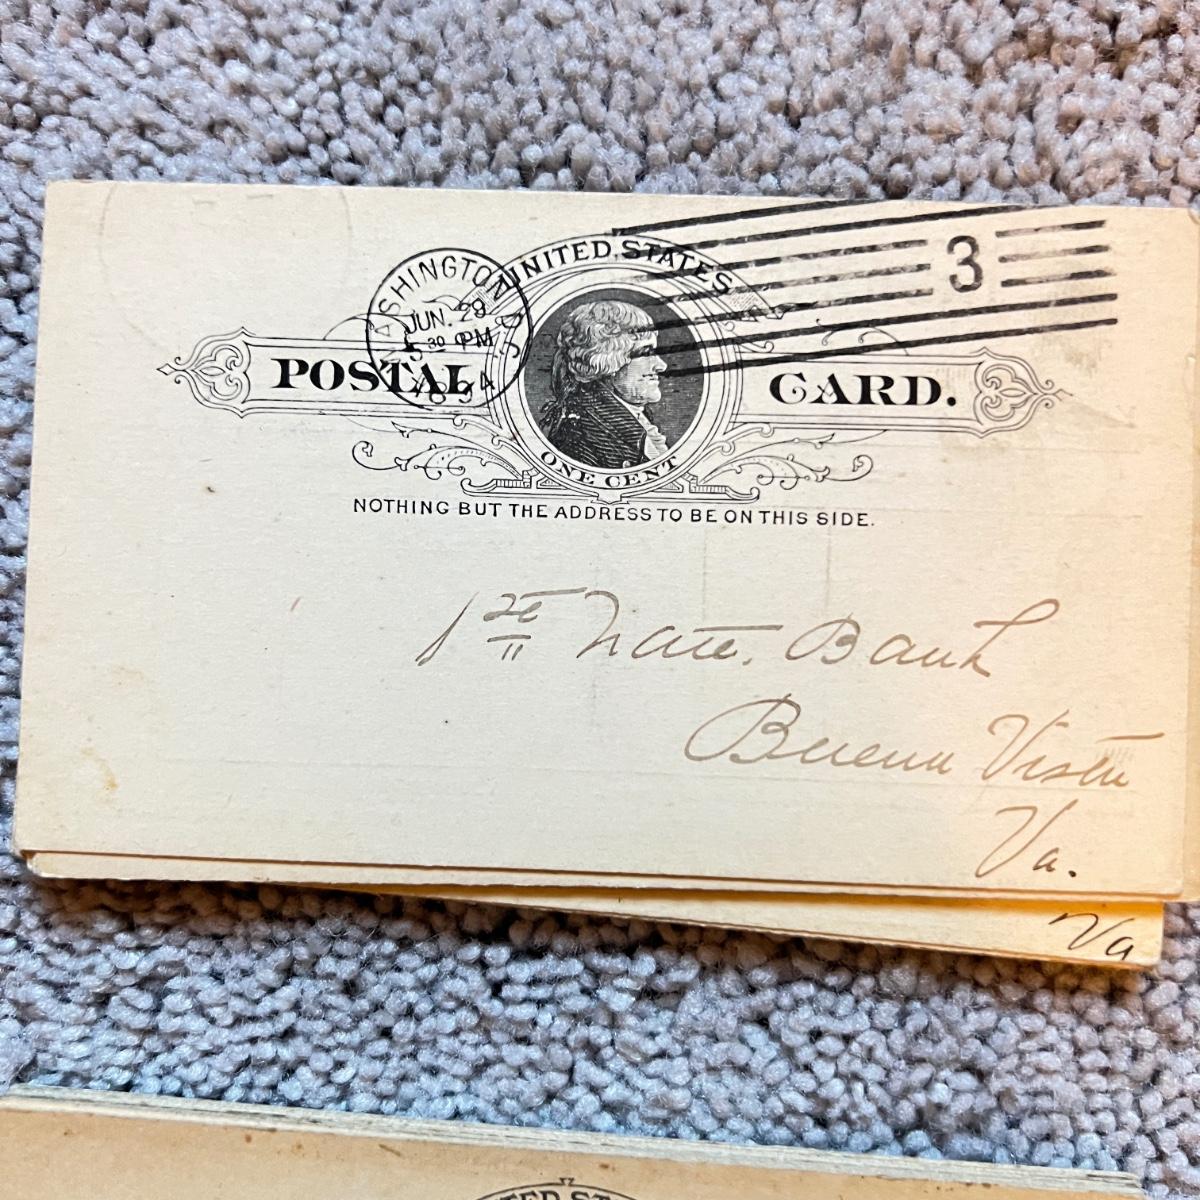 UNITED STATES
WASHINGTON D.C.
JUN. 28
5 30 PM
1894
3
POSTAL CARD.
ONE CENT
NOTHING BUT THE ADDRESS TO BE ON THIS SIDE.
1st Natl. Bank
Buena Vista
Va.
Va